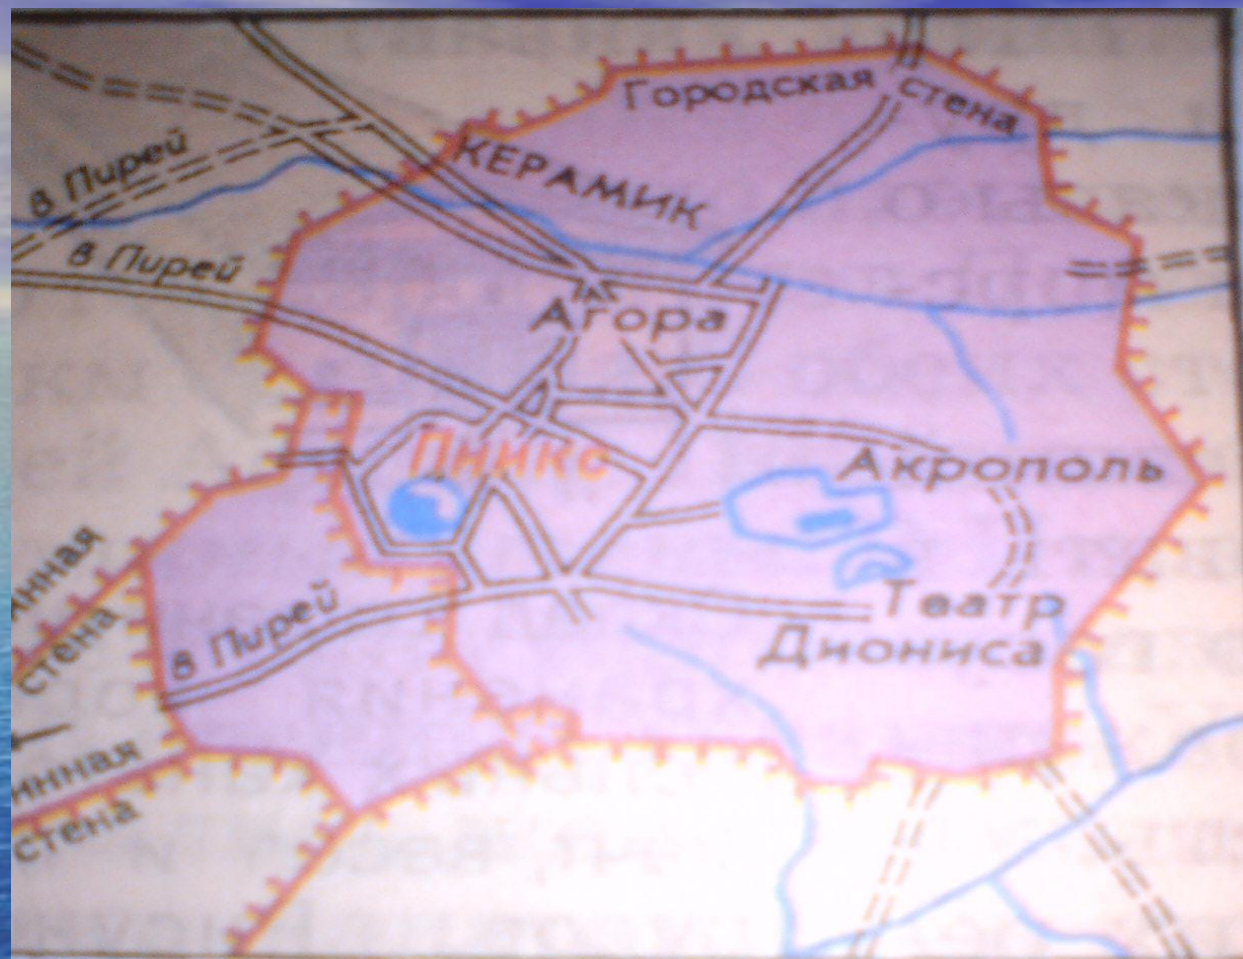 Городская
стена
КЕРАМИК
в Пирей
в Пирей
Агора
Пникс
Акрополь
стена
в Пирей
Театр
Диониса
стена